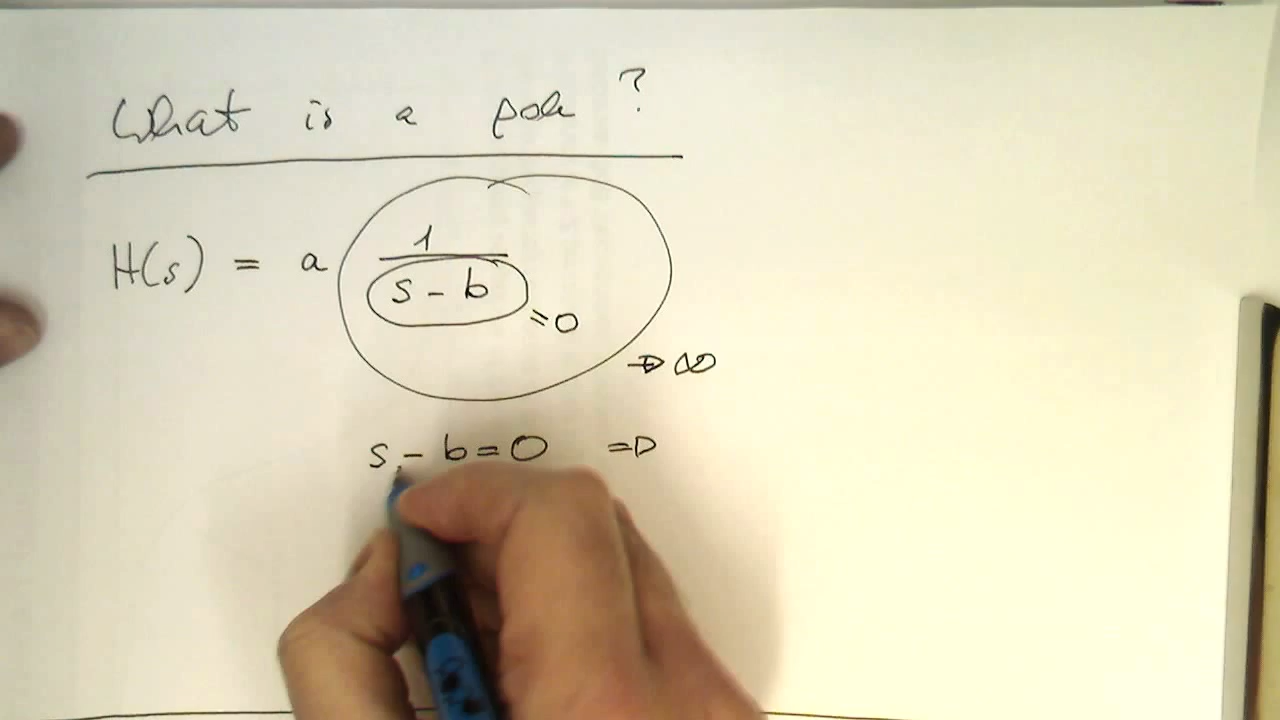 What is a pole ?
H(s) = a 1/(s - b) = 0 → ∞
s - b = 0 ⇒